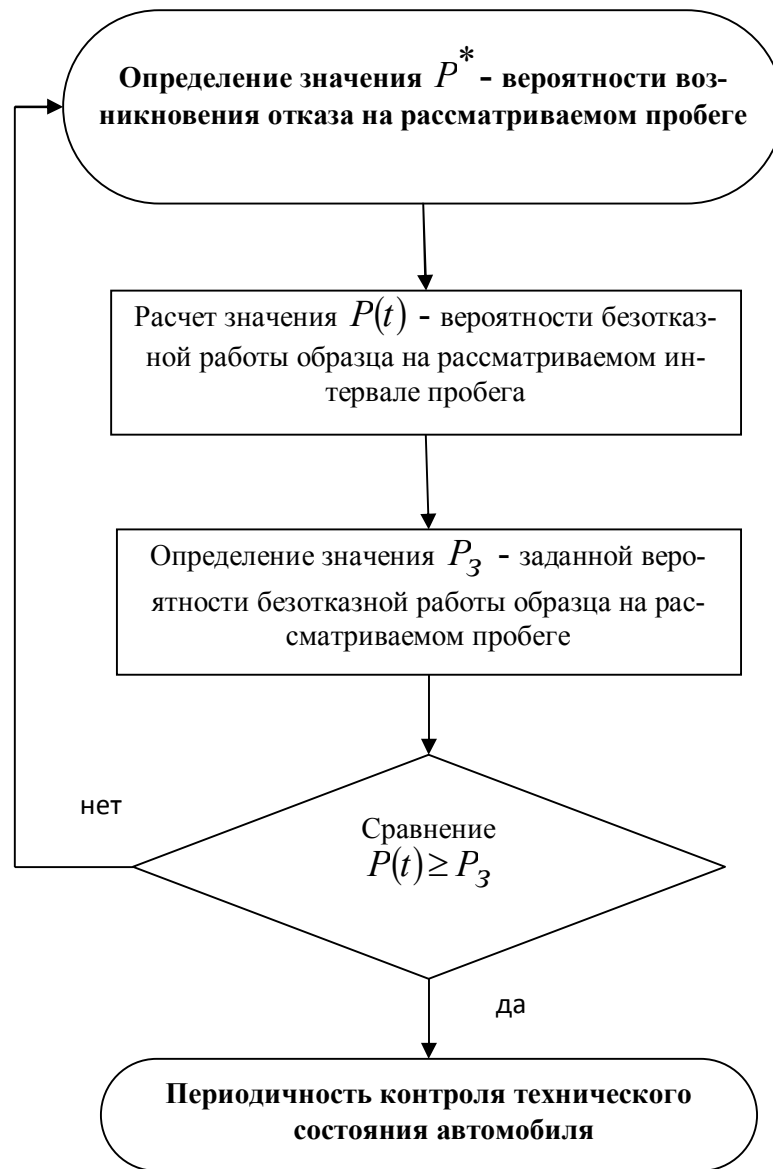 Определение значения P* - вероятности воз-
никновения отказа на рассматриваемом пробеге
Расчет значения P(t) - вероятности безотказ-
ной работы образца на рассматриваемом ин-
тервале пробега
Определение значения Pз - заданной веро-
ятности безотказной работы образца на рас-
сматриваемом пробеге
нет
Сравнение
P(t) ≥ Pз
да
Периодичность контроля технического
состояния автомобиля